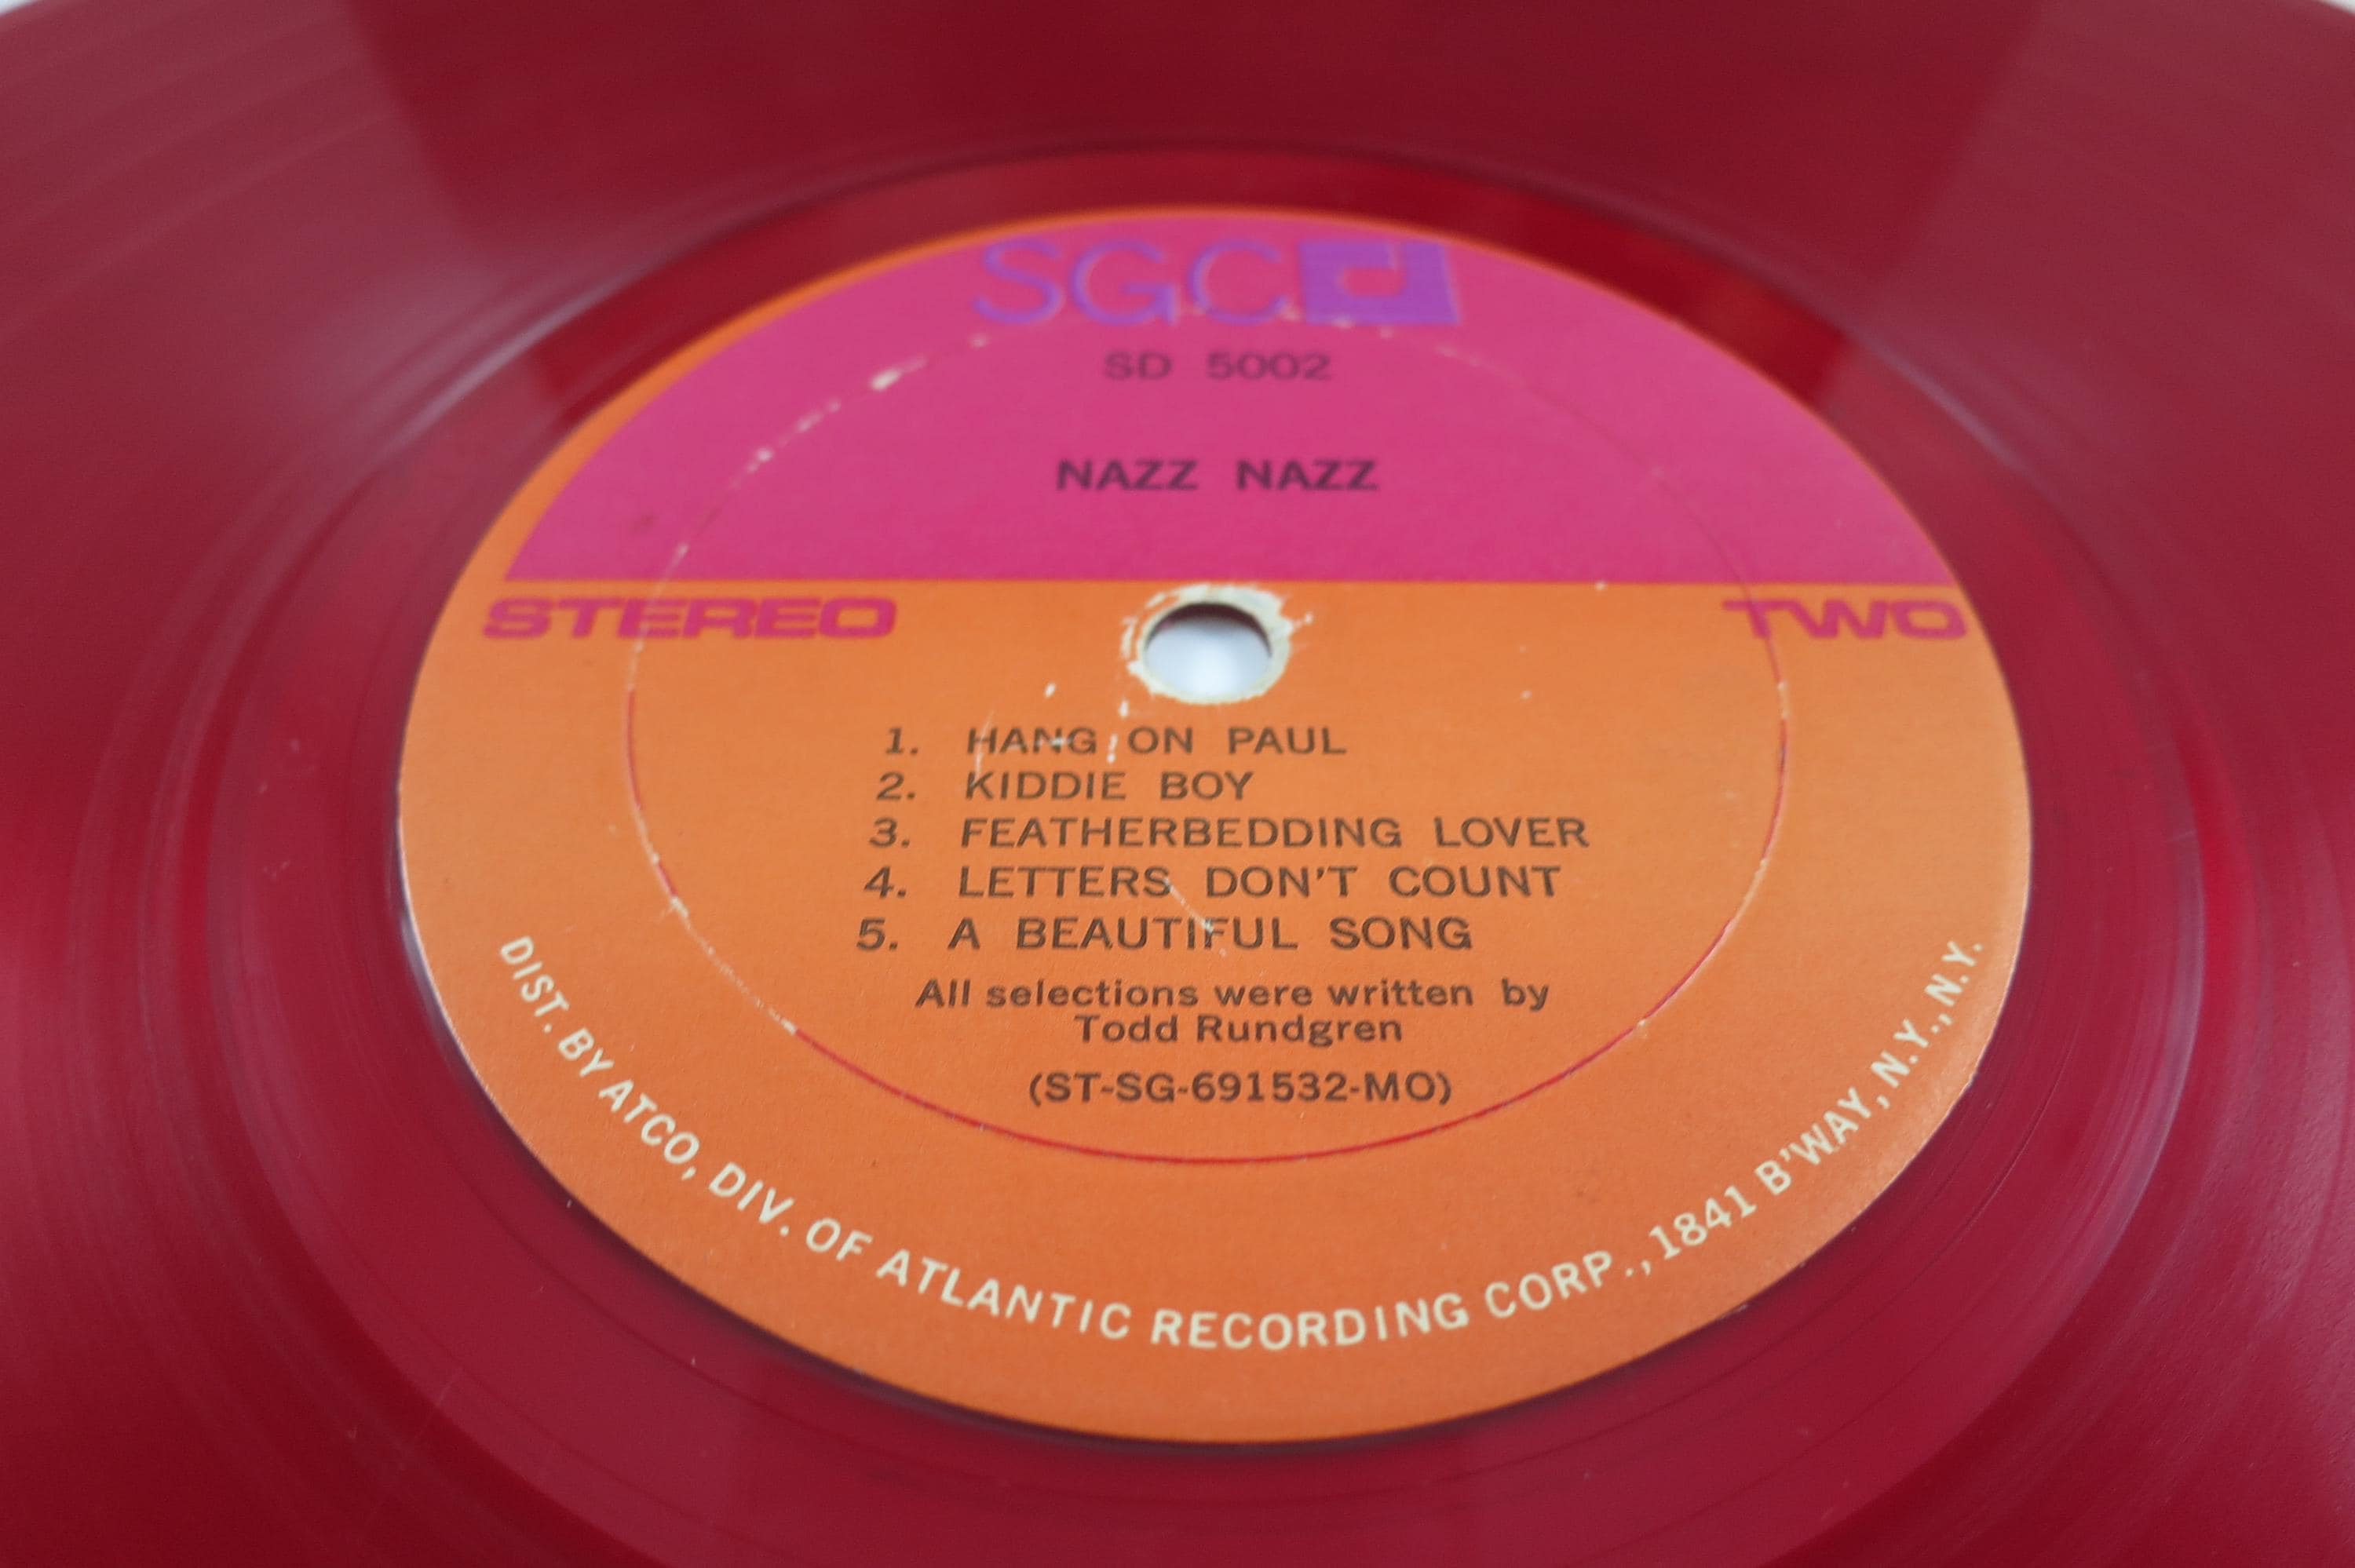 SGC
SD 5002
NAZZ NAZZ
STEREO
TWO
1. HANG ON PAUL
2. KIDDIE BOY
3. FEATHERBEDDING LOVER
4. LETTERS DON'T COUNT
5. A BEAUTIFUL SONG
All selections were written by
Todd Rundgren
(ST-SG-691532-MO)
DIST. BY ATCO, DIV. OF ATLANTIC RECORDING CORP., 1841 B'WAY, N.Y., N.Y.